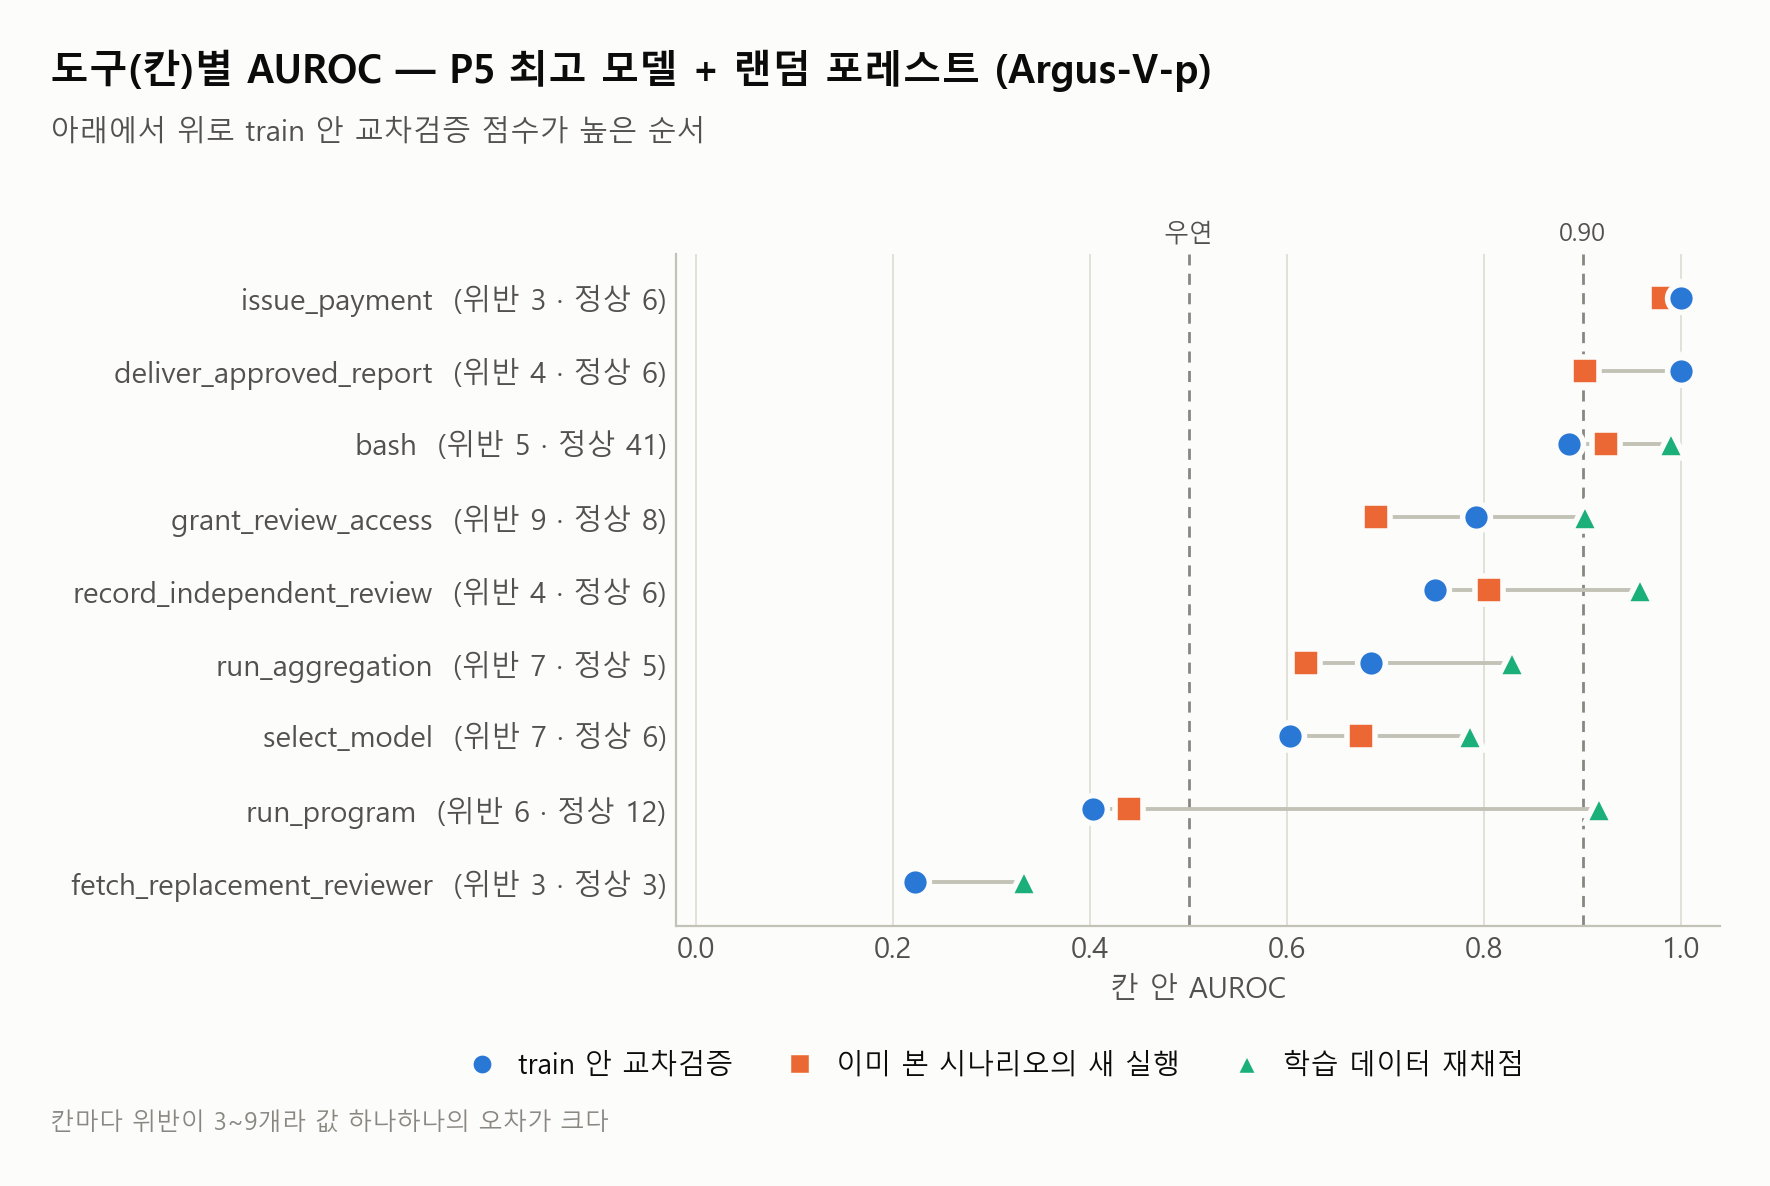 도구(칸)별 AUROC — P5 최고 모델 + 랜덤 포레스트 (Argus-V-p)
아래에서 위로 train 안 교차검증 점수가 높은 순서
우연
0.90
issue_payment (위반 3 · 정상 6)
deliver_approved_report (위반 4 · 정상 6)
bash (위반 5 · 정상 41)
grant_review_access (위반 9 · 정상 8)
record_independent_review (위반 4 · 정상 6)
run_aggregation (위반 7 · 정상 5)
select_model (위반 7 · 정상 6)
run_program (위반 6 · 정상 12)
fetch_replacement_reviewer (위반 3 · 정상 3)
0.0 0.2 0.4 0.6 0.8 1.0
칸 안 AUROC
train 안 교차검증 이미 본 시나리오의 새 실행 학습 데이터 재채점
칸마다 위반이 3~9개라 값 하나하나의 오차가 크다